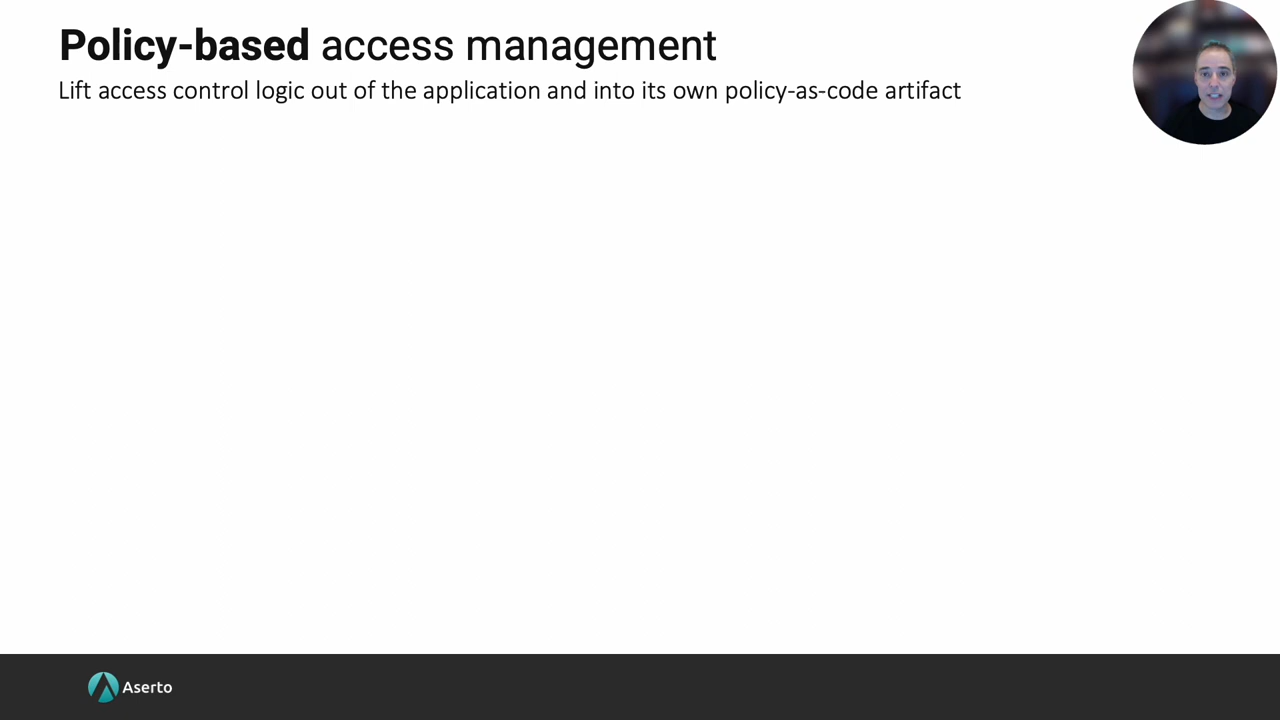 Policy-based access management
Lift access control logic out of the application and into its own policy-as-code artifact
Aserto